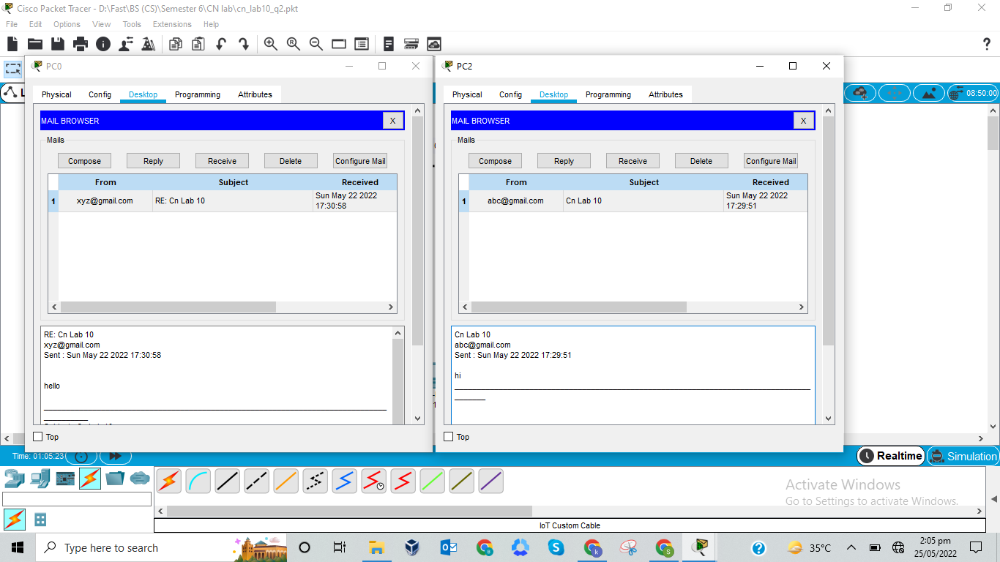 Cisco Packet Tracer - D:\Fast\BS (CS)\Semester 6\CN lab\cn_lab10_q2.pkt
File Edit Options View Tools Extensions Help
PC0
Physical Config Desktop Programming Attributes
MAIL BROWSER X
Mails
Compose Reply Receive Delete Configure Mail
From Subject Received
1 xyz@gmail.com RE: Cn Lab 10 Sun May 22 2022
17:30:58
RE: Cn Lab 10
xyz@gmail.com
Sent : Sun May 22 2022 17:30:58
hello
Top
PC2
Physical Config Desktop Programming Attributes
MAIL BROWSER X
Mails
Compose Reply Receive Delete Configure Mail
From Subject Received
1 abc@gmail.com Cn Lab 10 Sun May 22 2022
17:29:51
Cn Lab 10
abc@gmail.com
Sent : Sun May 22 2022 17:29:51
hi
Top
08:50:00
Time: 01:05:23
Realtime Simulation
Activate Windows
Go to Settings to activate Windows.
IoT Custom Cable
Type here to search
35°C
2:05 pm
25/05/2022